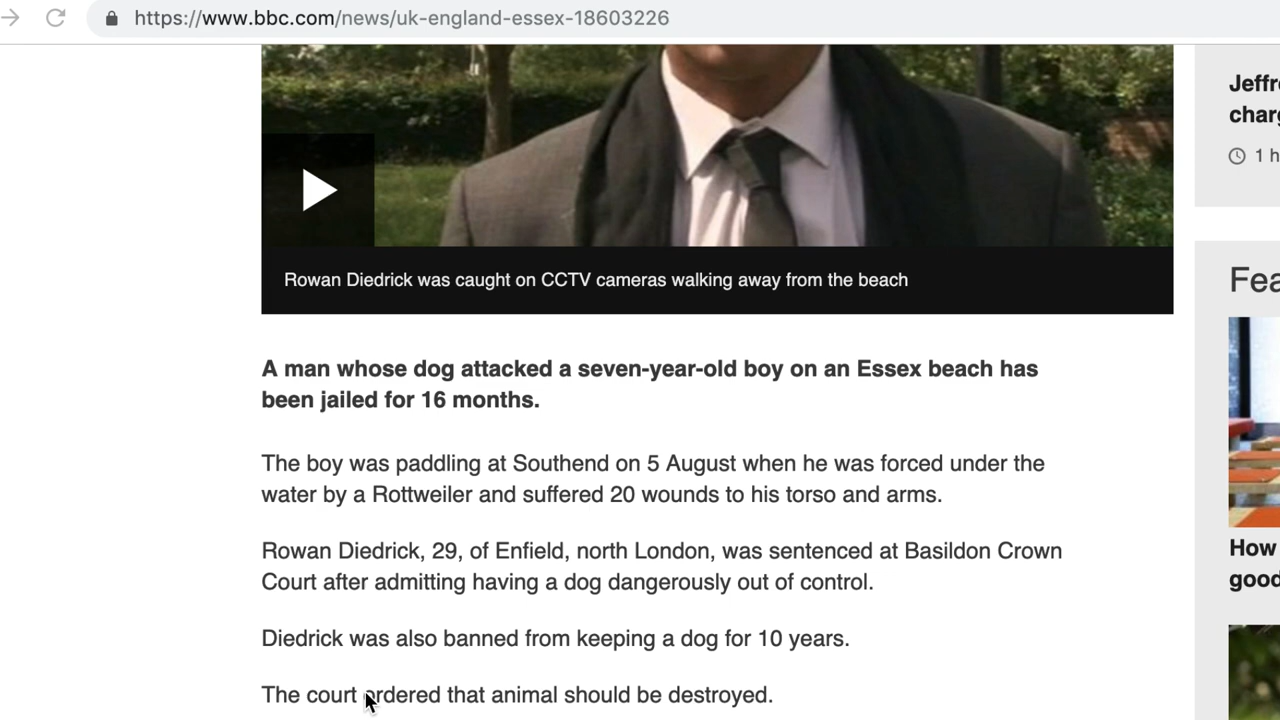 https://www.bbc.com/news/uk-england-essex-18603226
Jeffr
charg
1 h
Rowan Diedrick was caught on CCTV cameras walking away from the beach
Fea
A man whose dog attacked a seven-year-old boy on an Essex beach has
been jailed for 16 months.
The boy was paddling at Southend on 5 August when he was forced under the
water by a Rottweiler and suffered 20 wounds to his torso and arms.
Rowan Diedrick, 29, of Enfield, north London, was sentenced at Basildon Crown
Court after admitting having a dog dangerously out of control.
How
good
Diedrick was also banned from keeping a dog for 10 years.
The court ordered that animal should be destroyed.